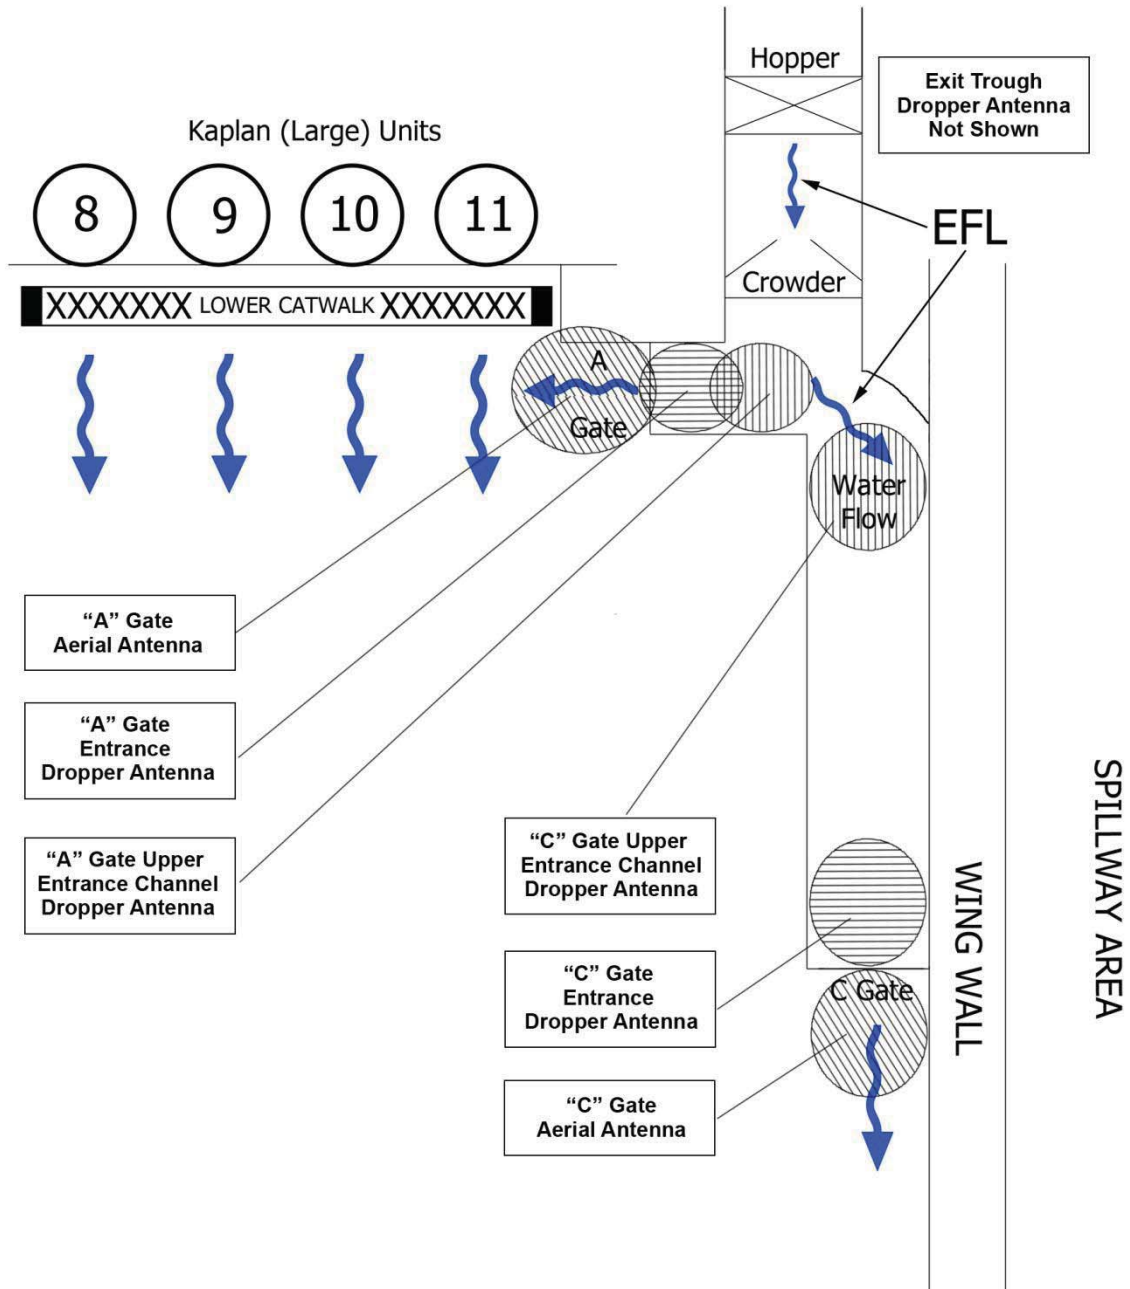 Hopper
Exit Trough
Dropper Antenna
Not Shown
Kaplan (Large) Units
8 9 10 11
EFL
Crowder
XXXXXXX LOWER CATWALK XXXXXXX
A
Gate
Water
Flow
“A” Gate
Aerial Antenna
“A” Gate
Entrance
Dropper Antenna
“A” Gate Upper
Entrance Channel
Dropper Antenna
“C” Gate Upper
Entrance Channel
Dropper Antenna
“C” Gate
Entrance
Dropper Antenna
“C” Gate
Aerial Antenna
C Gate
WING WALL
SPILLWAY AREA